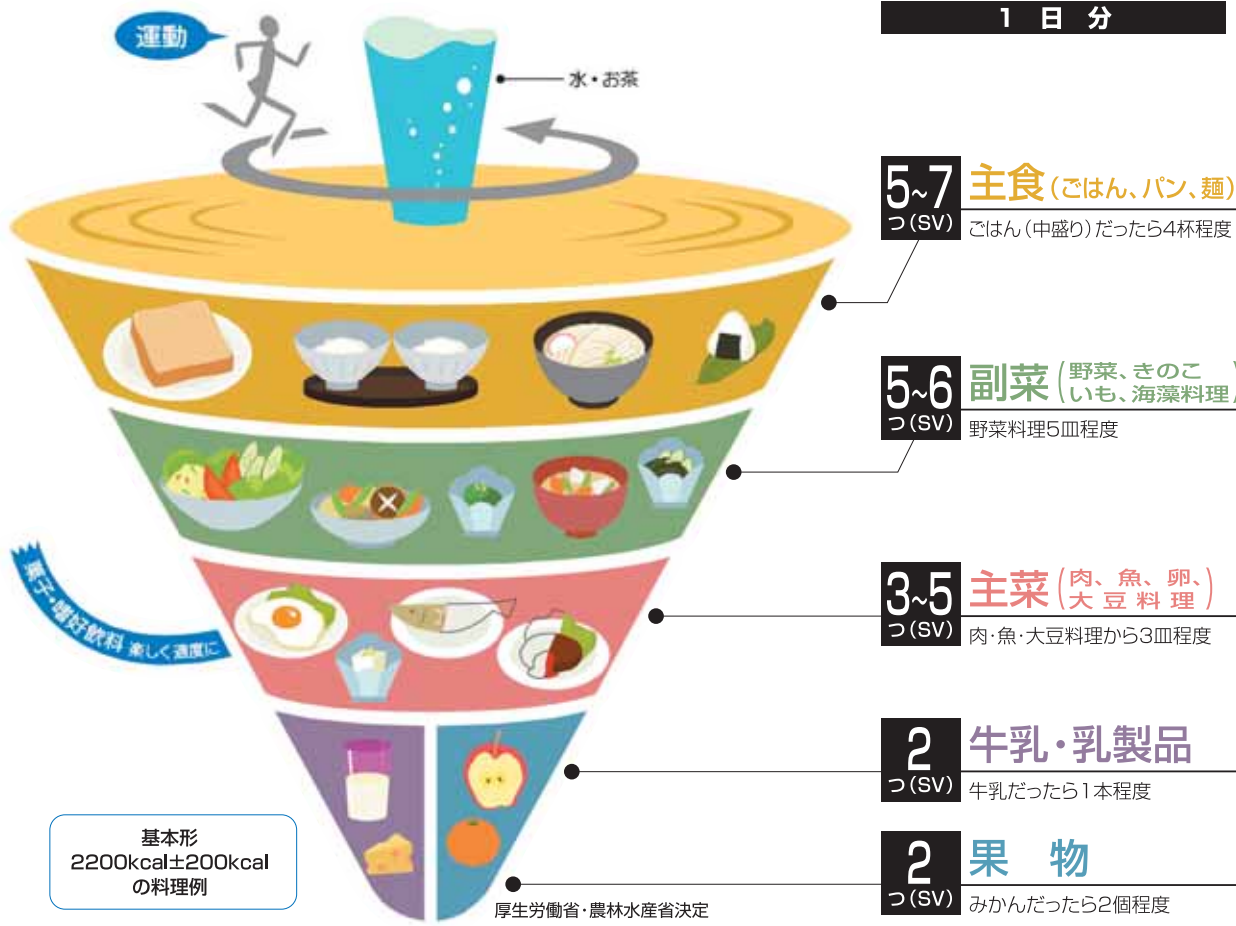 運動
水・お茶
1 日 分
5~7
つ(SV)
主食(ごはん、パン、麺)
ごはん(中盛り)だったら4杯程度
5~6
つ(SV)
副菜(野菜、きのこ
いも、海藻料理)
野菜料理5皿程度
菓子・嗜好飲料 楽しく適度に
3~5
つ(SV)
主菜(肉、魚、卵、
大豆料理)
肉・魚・大豆料理から3皿程度
2
つ(SV)
牛乳・乳製品
牛乳だったら1本程度
2
つ(SV)
果 物
みかんだったら2個程度
基本形
2200kcal±200kcal
の料理例
厚生労働省・農林水産省決定